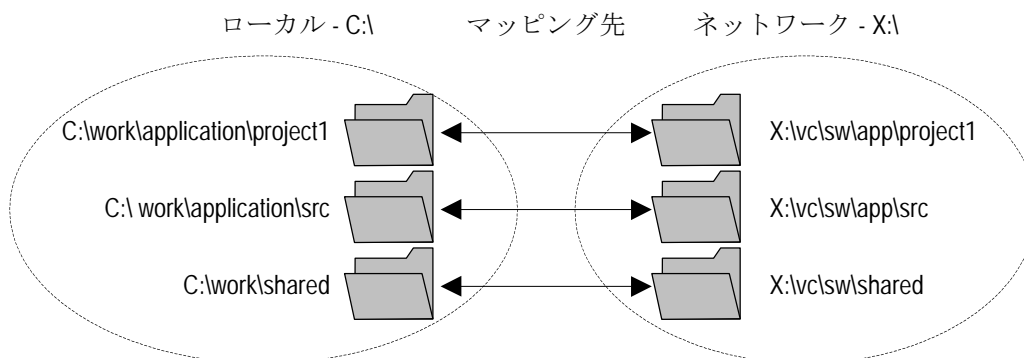 ローカル - C:\ マッピング先 ネットワーク - X:\
C:\work\application\project1 X:\vc\sw\app\project1
C:\ work\application\src X:\vc\sw\app\src
C:\work\shared X:\vc\sw\shared